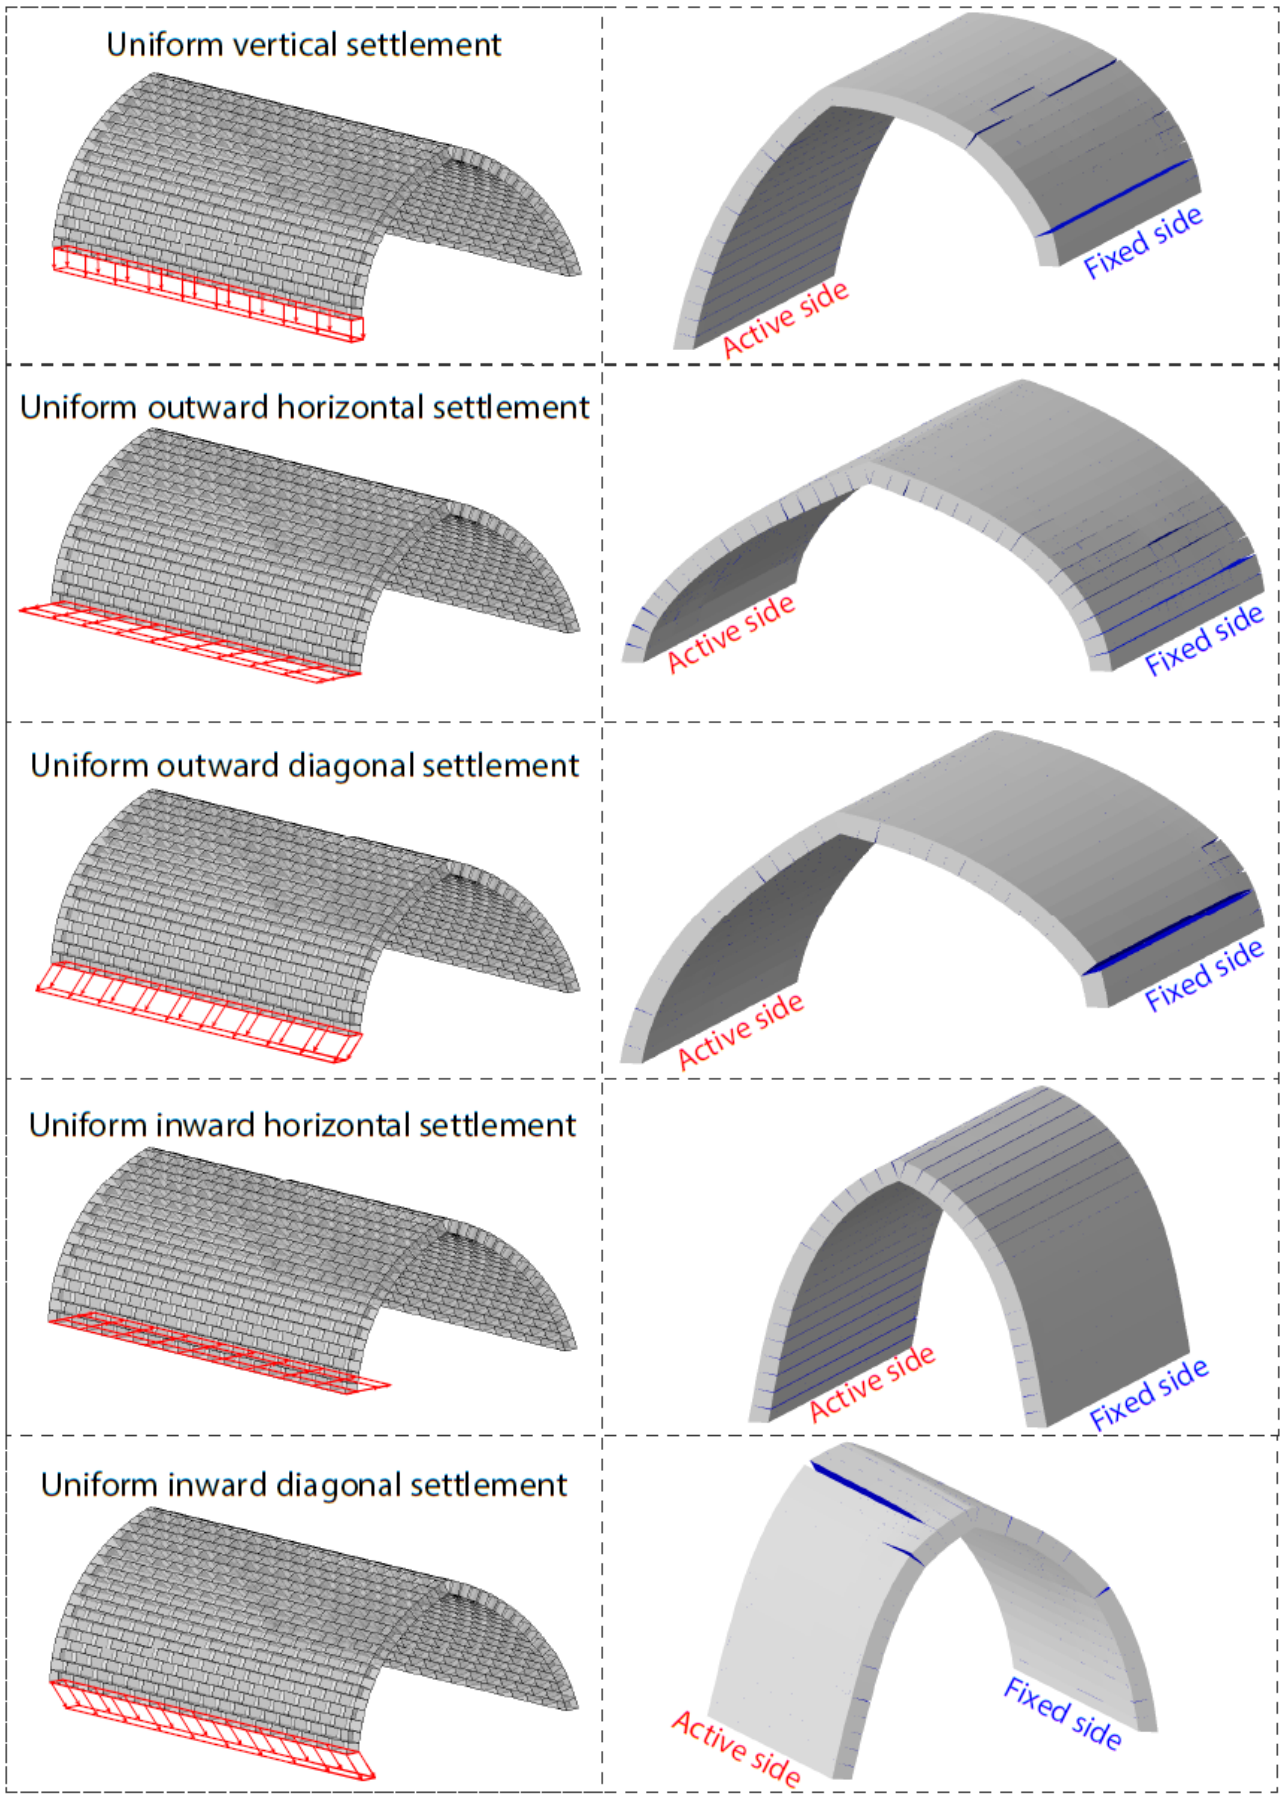 Uniform vertical settlement
Active side
Fixed side
Uniform outward horizontal settlement
Active side
Fixed side
Uniform outward diagonal settlement
Active side
Fixed side
Uniform inward horizontal settlement
Active side
Fixed side
Uniform inward diagonal settlement
Active side
Fixed side